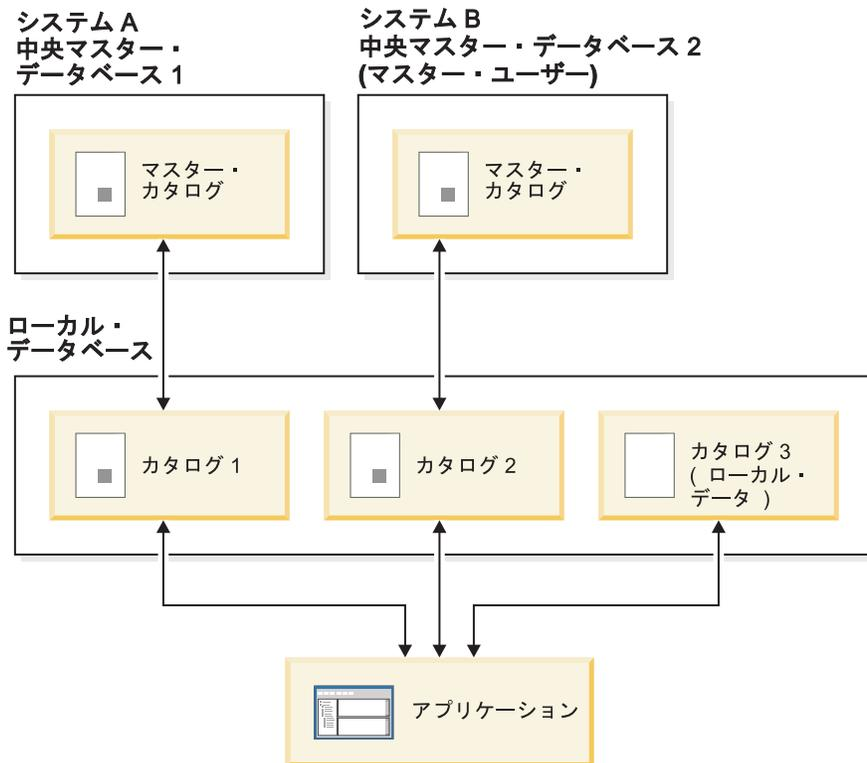 システム A
中央マスター・
データベース 1
システム B
中央マスター・データベース 2
(マスター・ユーザー)
マスター・
カタログ
マスター・
カタログ
ローカル・
データベース
カタログ 1
カタログ 2
カタログ 3
( ローカル・
データ )
アプリケーション